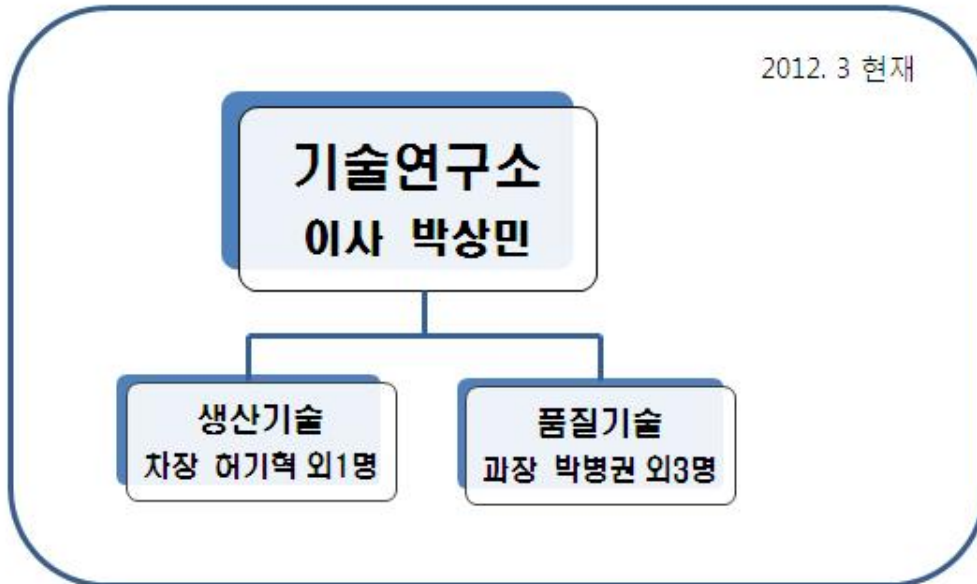 2012. 3 현재
기술연구소
이사 박상민
생산기술
차장 허기혁 외1명
품질기술
과장 박병권 외3명